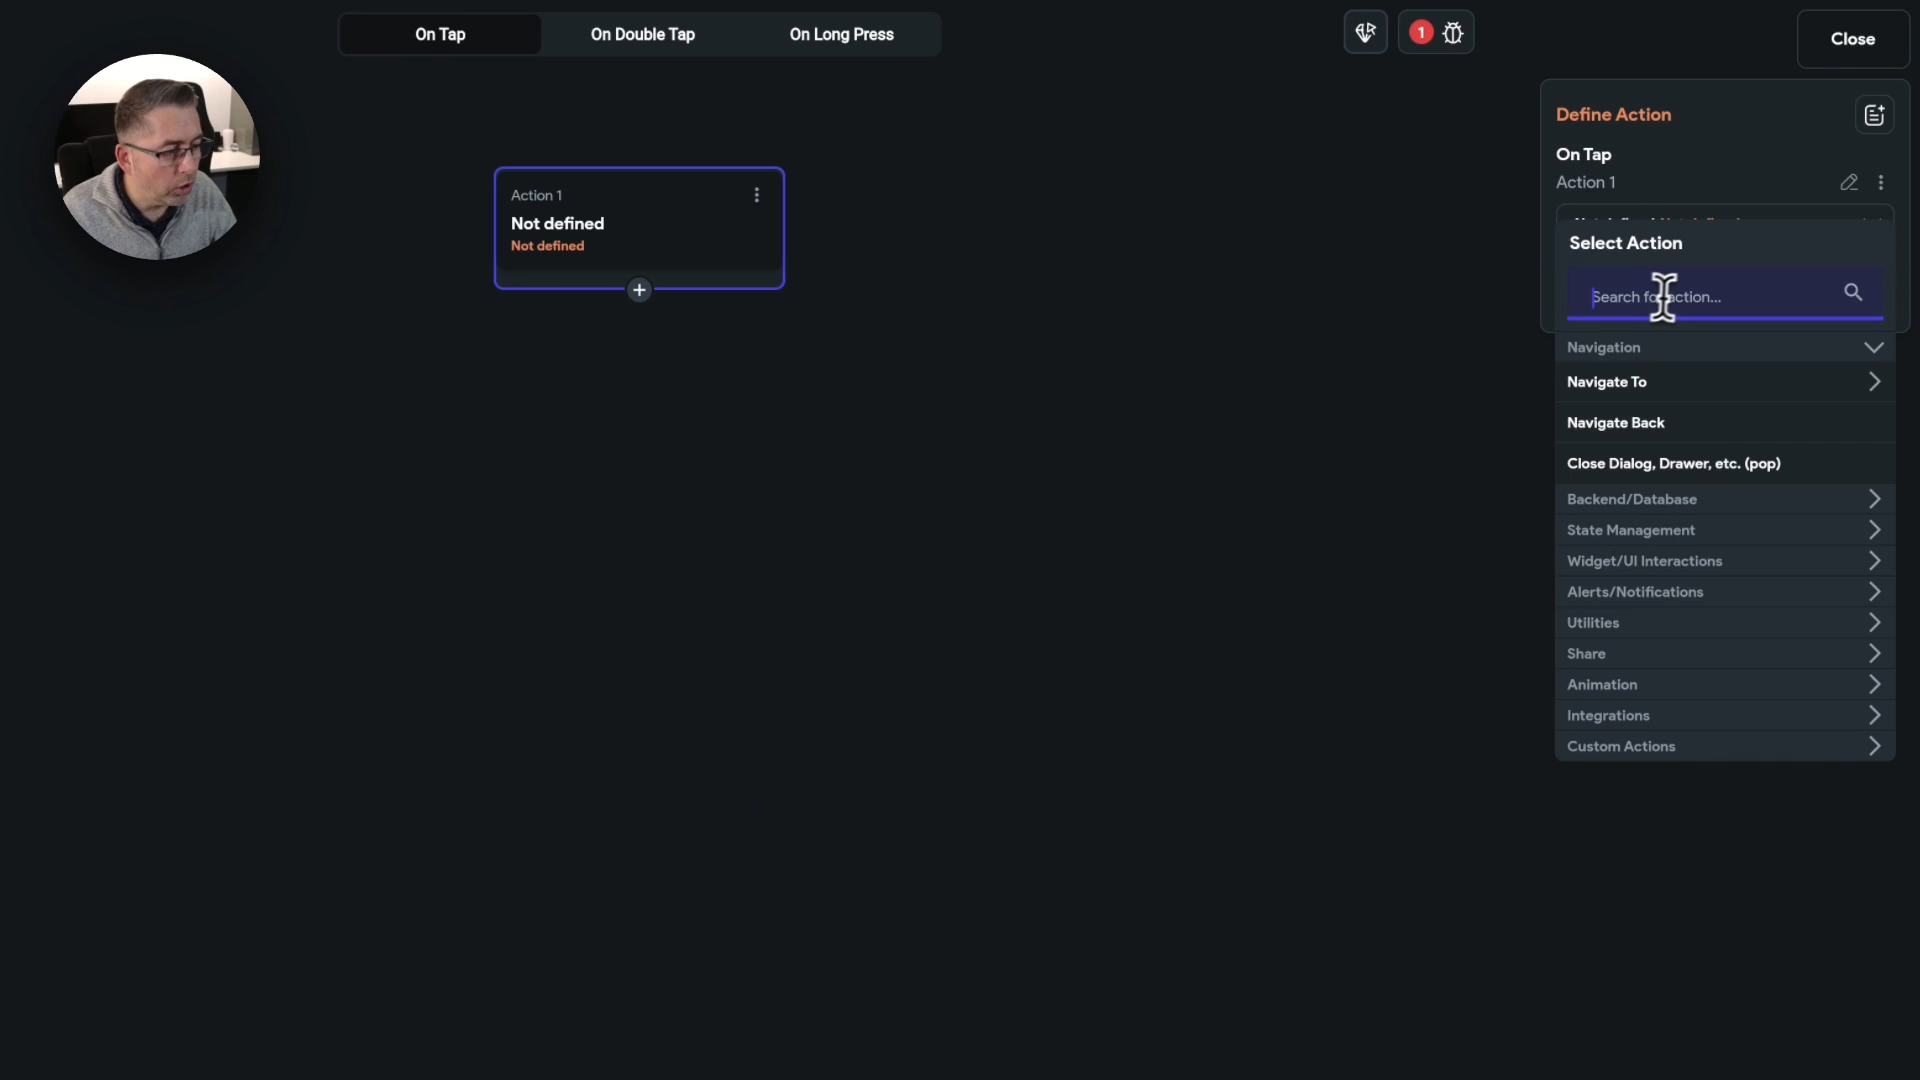 On Tap
On Double Tap
On Long Press
1
Close
Define Action
On Tap
Action 1
Action 1
Not defined
Not defined
Select Action
Search for action...
Navigation
Navigate To
Navigate Back
Close Dialog, Drawer, etc. (pop)
Backend/Database
State Management
Widget/UI Interactions
Alerts/Notifications
Utilities
Share
Animation
Integrations
Custom Actions